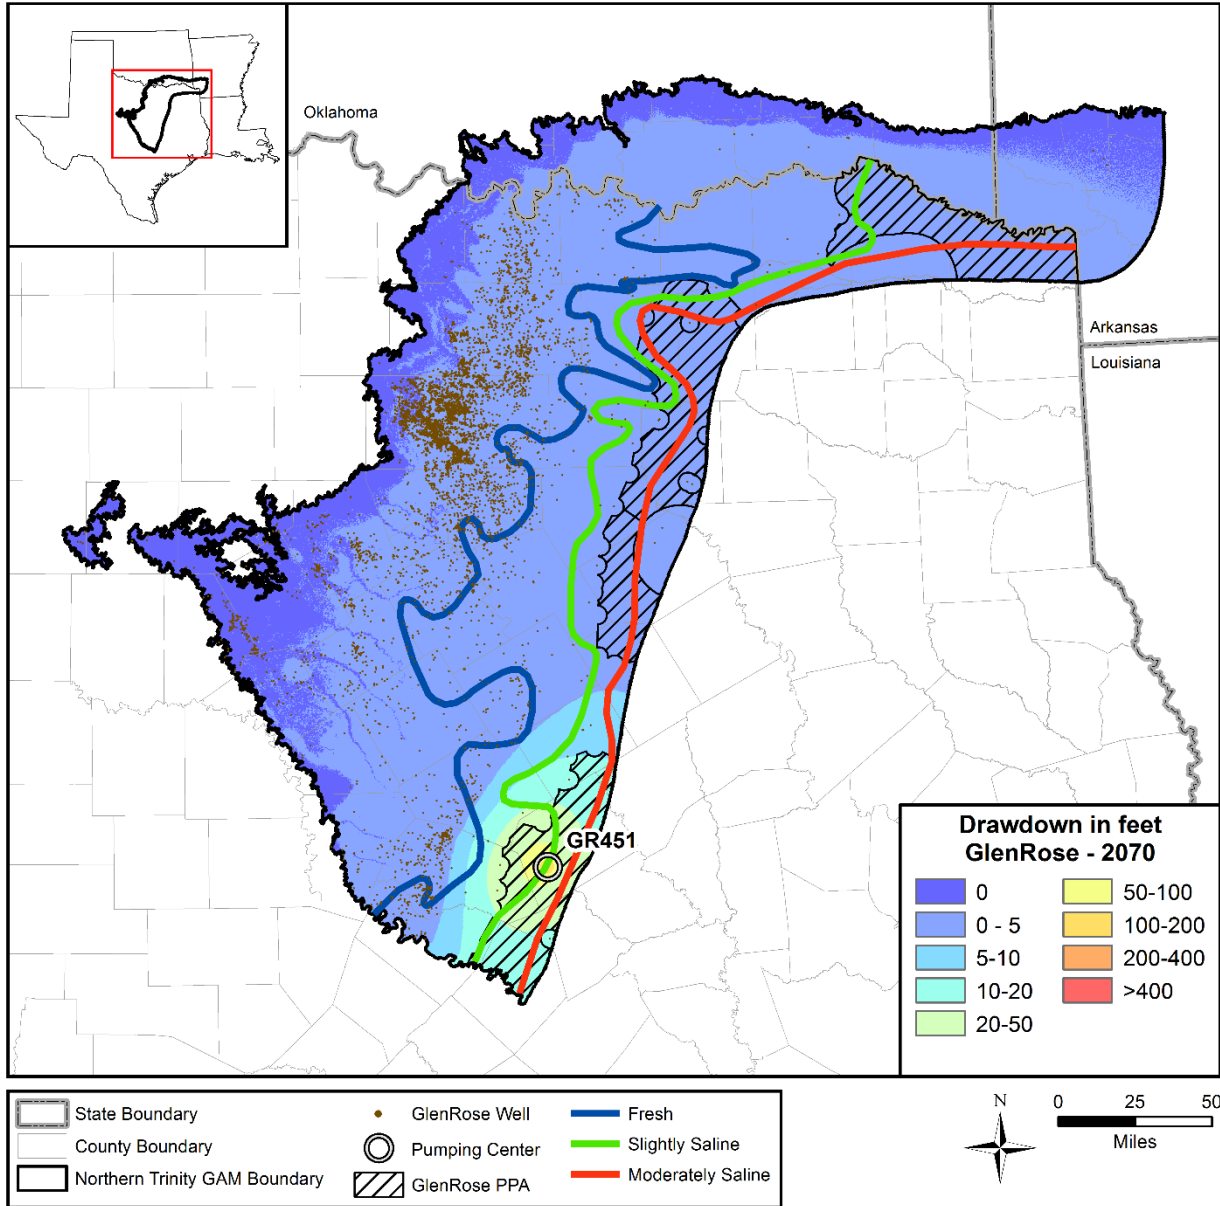 Oklahoma
Arkansas
Louisiana
GR451
Drawdown in feet
GlenRose - 2070
0
0 - 5
5-10
10-20
20-50
50-100
100-200
200-400
>400
State Boundary
County Boundary
Northern Trinity GAM Boundary
GlenRose Well
Pumping Center
GlenRose PPA
Fresh
Slightly Saline
Moderately Saline
N
0 25 50
Miles